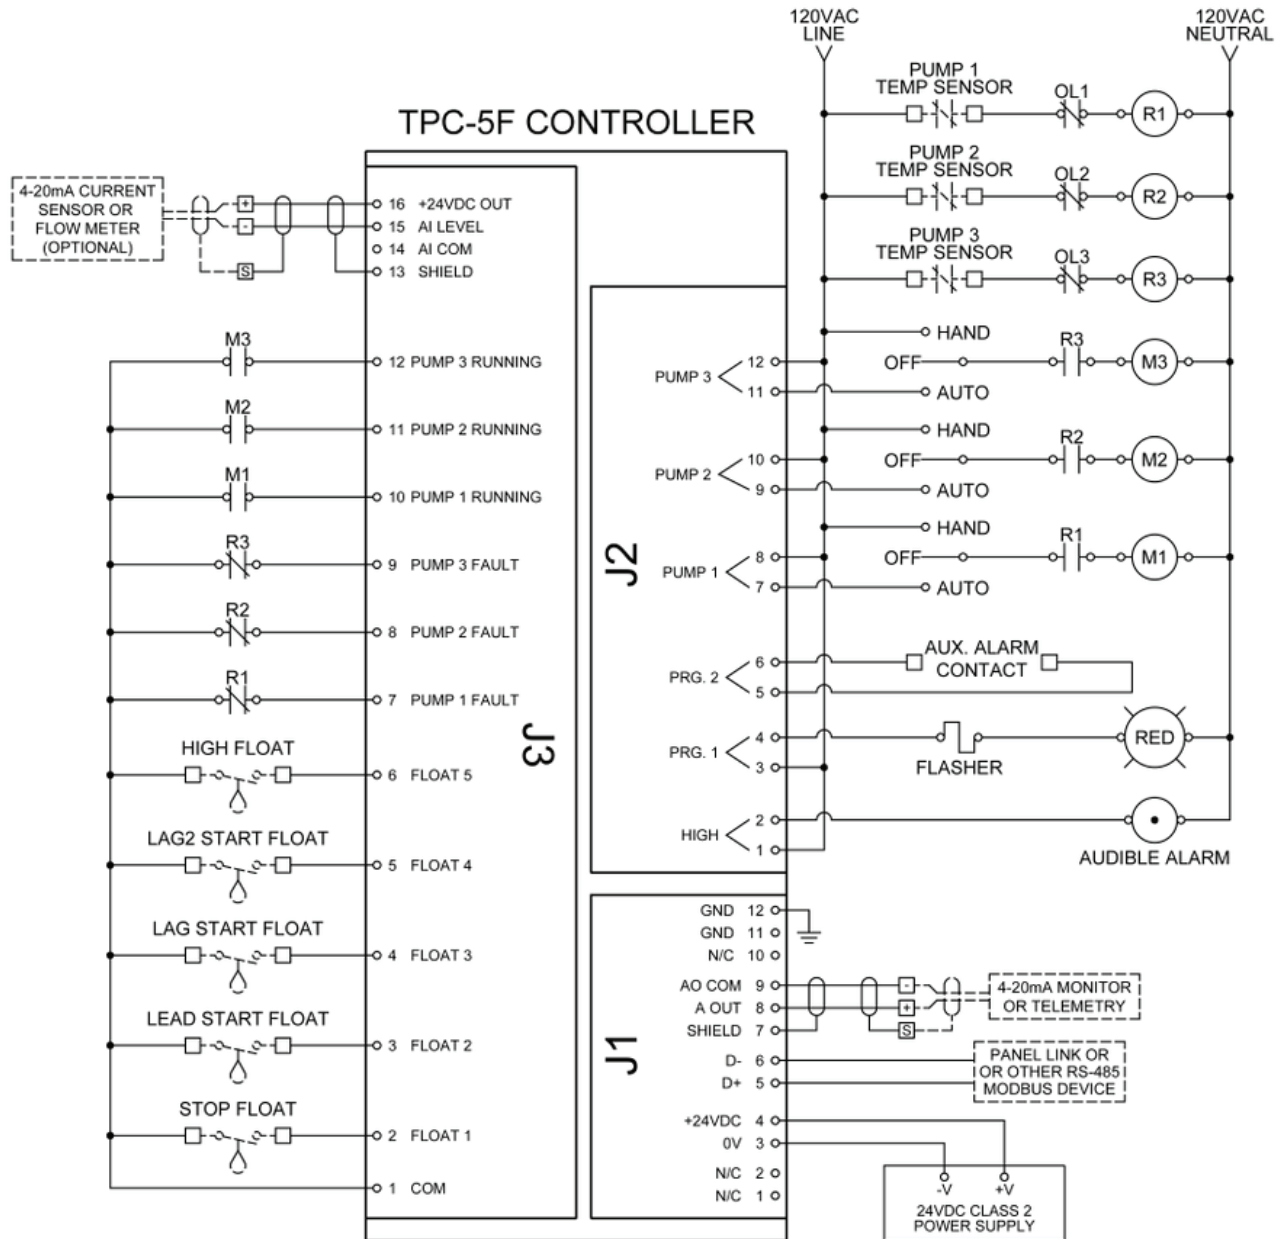 120VAC
LINE
120VAC
NEUTRAL
TPC-5F CONTROLLER
PUMP 1
TEMP SENSOR
OL1
R1
PUMP 2
TEMP SENSOR
OL2
R2
PUMP 3
TEMP SENSOR
OL3
R3
4-20mA CURRENT
SENSOR OR
FLOW METER
(OPTIONAL)
+
-
S
16 +24VDC OUT
15 AI LEVEL
14 AI COM
13 SHIELD
M3
12 PUMP 3 RUNNING
M2
11 PUMP 2 RUNNING
M1
10 PUMP 1 RUNNING
R3
9 PUMP 3 FAULT
R2
8 PUMP 2 FAULT
R1
7 PUMP 1 FAULT
HIGH FLOAT
6 FLOAT 5
LAG2 START FLOAT
5 FLOAT 4
LAG START FLOAT
4 FLOAT 3
LEAD START FLOAT
3 FLOAT 2
STOP FLOAT
2 FLOAT 1
1 COM
J3
J2
PUMP 3
12
11
HAND
OFF
AUTO
R3
M3
PUMP 2
10
9
HAND
OFF
AUTO
R2
M2
PUMP 1
8
7
HAND
OFF
AUTO
R1
M1
PRG. 2
6
5
AUX. ALARM
CONTACT
PRG. 1
4
3
FLASHER
RED
HIGH
2
1
AUDIBLE ALARM
J1
GND 12
GND 11
N/C 10
AO COM 9
A OUT 8
SHIELD 7
D- 6
D+ 5
+24VDC 4
0V 3
N/C 2
N/C 1
-
+
S
4-20mA MONITOR
OR TELEMETRY
PANEL LINK OR
OR OTHER RS-485
MODBUS DEVICE
-V
+V
24VDC CLASS 2
POWER SUPPLY